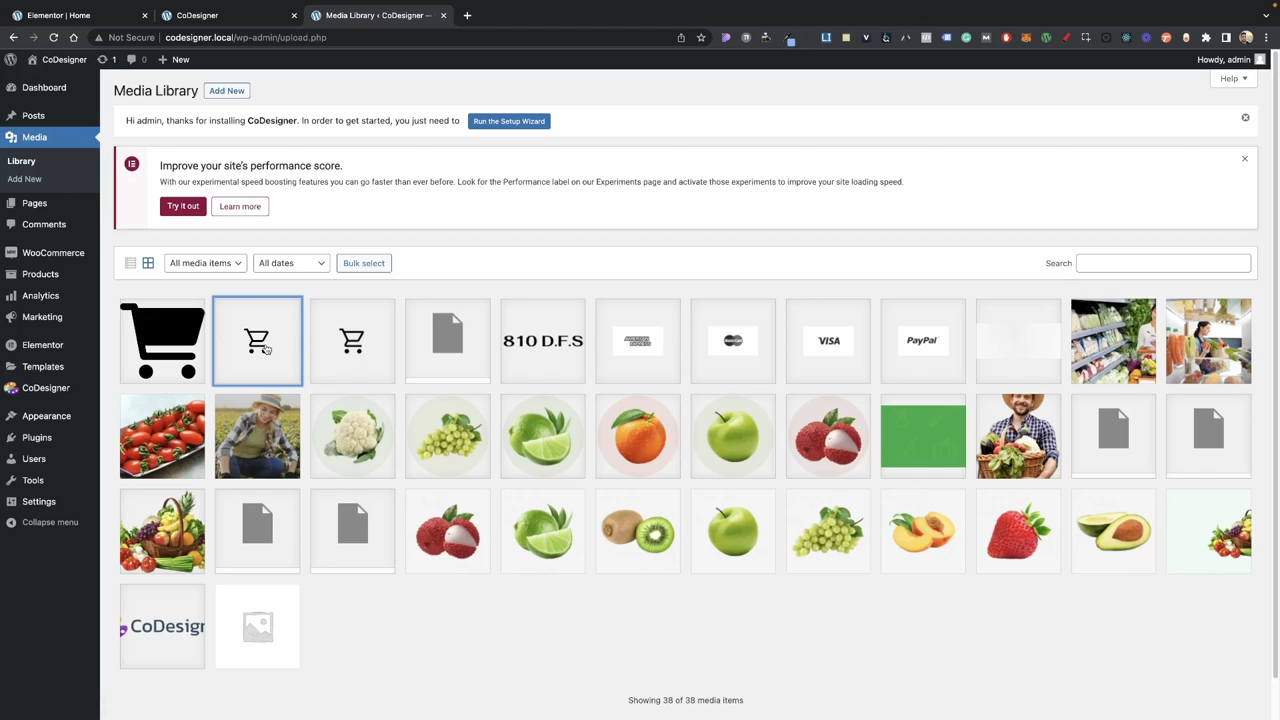 Elementor | Home
CoDesigner
Media Library ‹ CoDesigner —
Not Secure codesigner.local/wp-admin/upload.php
CoDesigner 1 0 New
Howdy, admin
Dashboard
Posts
Media
Library
Add New
Pages
Comments
WooCommerce
Products
Analytics
Marketing
Elementor
Templates
CoDesigner
Appearance
Plugins
Users
Tools
Settings
Collapse menu
Help
Media Library Add New
Hi admin, thanks for installing CoDesigner. In order to get started, you just need to Run the Setup Wizard
Improve your site's performance score.
With our experimental speed boosting features you can go faster than ever before. Look for the Performance label on our Experiments page and activate those experiments to improve your site loading speed.
Try it out Learn more
All media items All dates Bulk select Search
810 D.F.S
VISA
PayPal
CoDesigr
Showing 38 of 38 media items